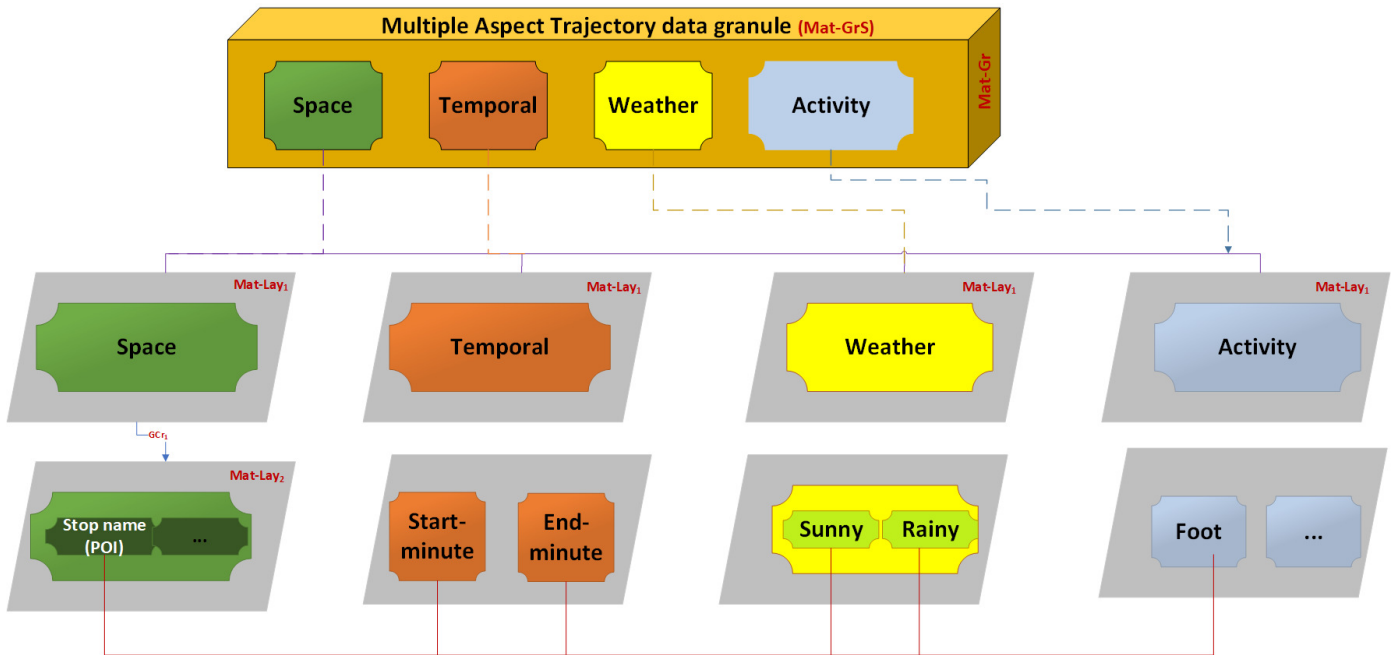 Multiple Aspect Trajectory data granule (Mat-GrS)
Mat-Gr
Space
Temporal
Weather
Activity
Mat-Lay₁
Mat-Lay₁
Mat-Lay₁
Mat-Lay₁
Space
Temporal
Weather
Activity
GCr₁
Mat-Lay₂
Stop name
(POI)
...
Start-
minute
End-
minute
Sunny
Rainy
Foot
...